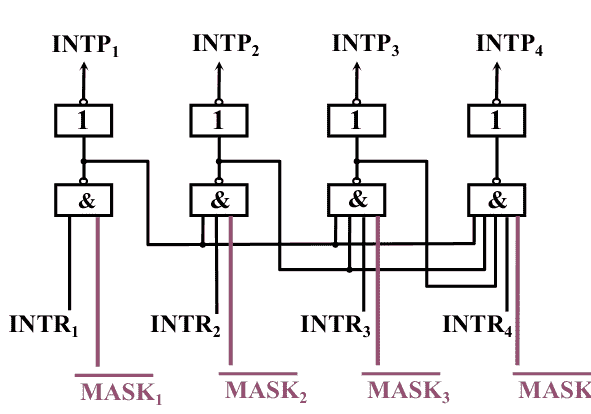 INTP₁ INTP₂ INTP₃ INTP₄
1 1 1 1
& & & &
INTR₁ INTR₂ INTR₃ INTR₄
MASK₁ MASK₂ MASK₃ MASK